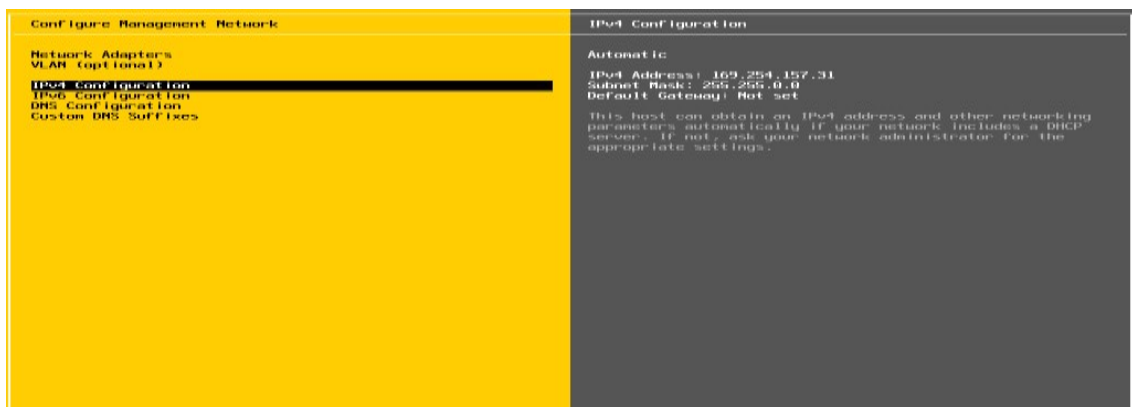 Configure Management Network
Network Adapters
VLAN (optional)
IPv4 Configuration
IPv6 Configuration
DNS Configuration
Custom DNS Suffixes
IPv4 Configuration
Automatic
IPv4 Address: 169.254.157.31
Subnet Mask: 255.255.0.0
Default Gateway: Not set
This host can obtain an IPv4 address and other networking
parameters automatically if your network includes a DHCP
server. If not, ask your network administrator for the
appropriate settings.